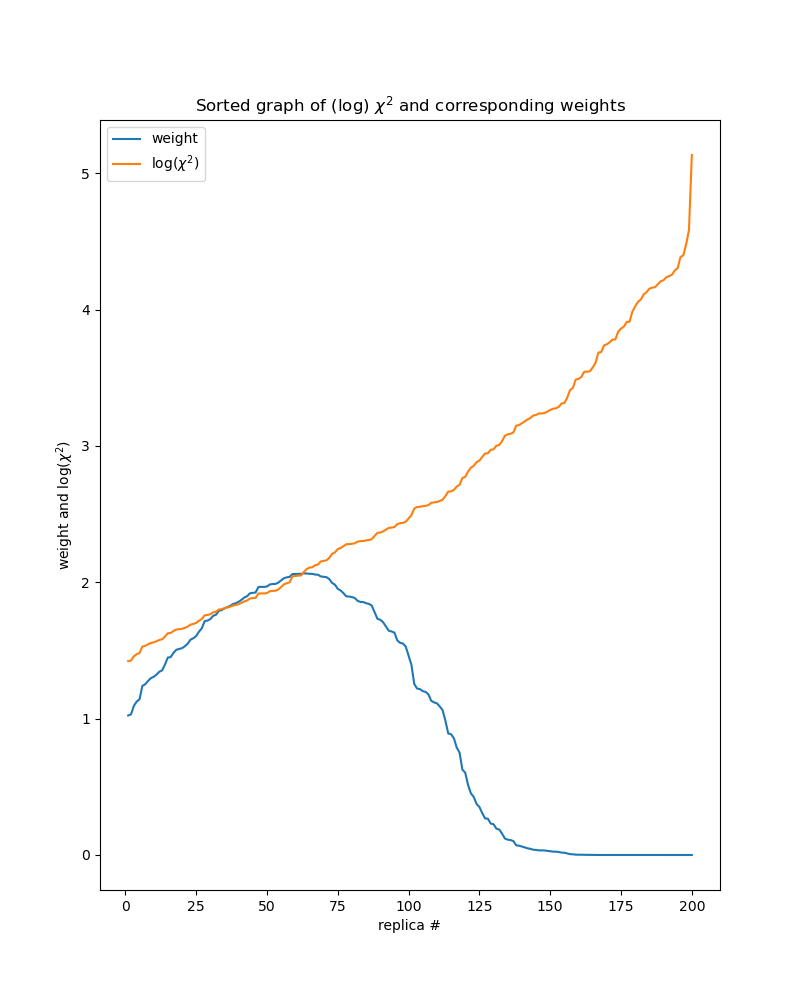 Sorted graph of (log) χ² and corresponding weights
weight
log(χ²)
weight and log(χ²)
5
4
3
2
1
0
0 25 50 75 100 125 150 175 200
replica #